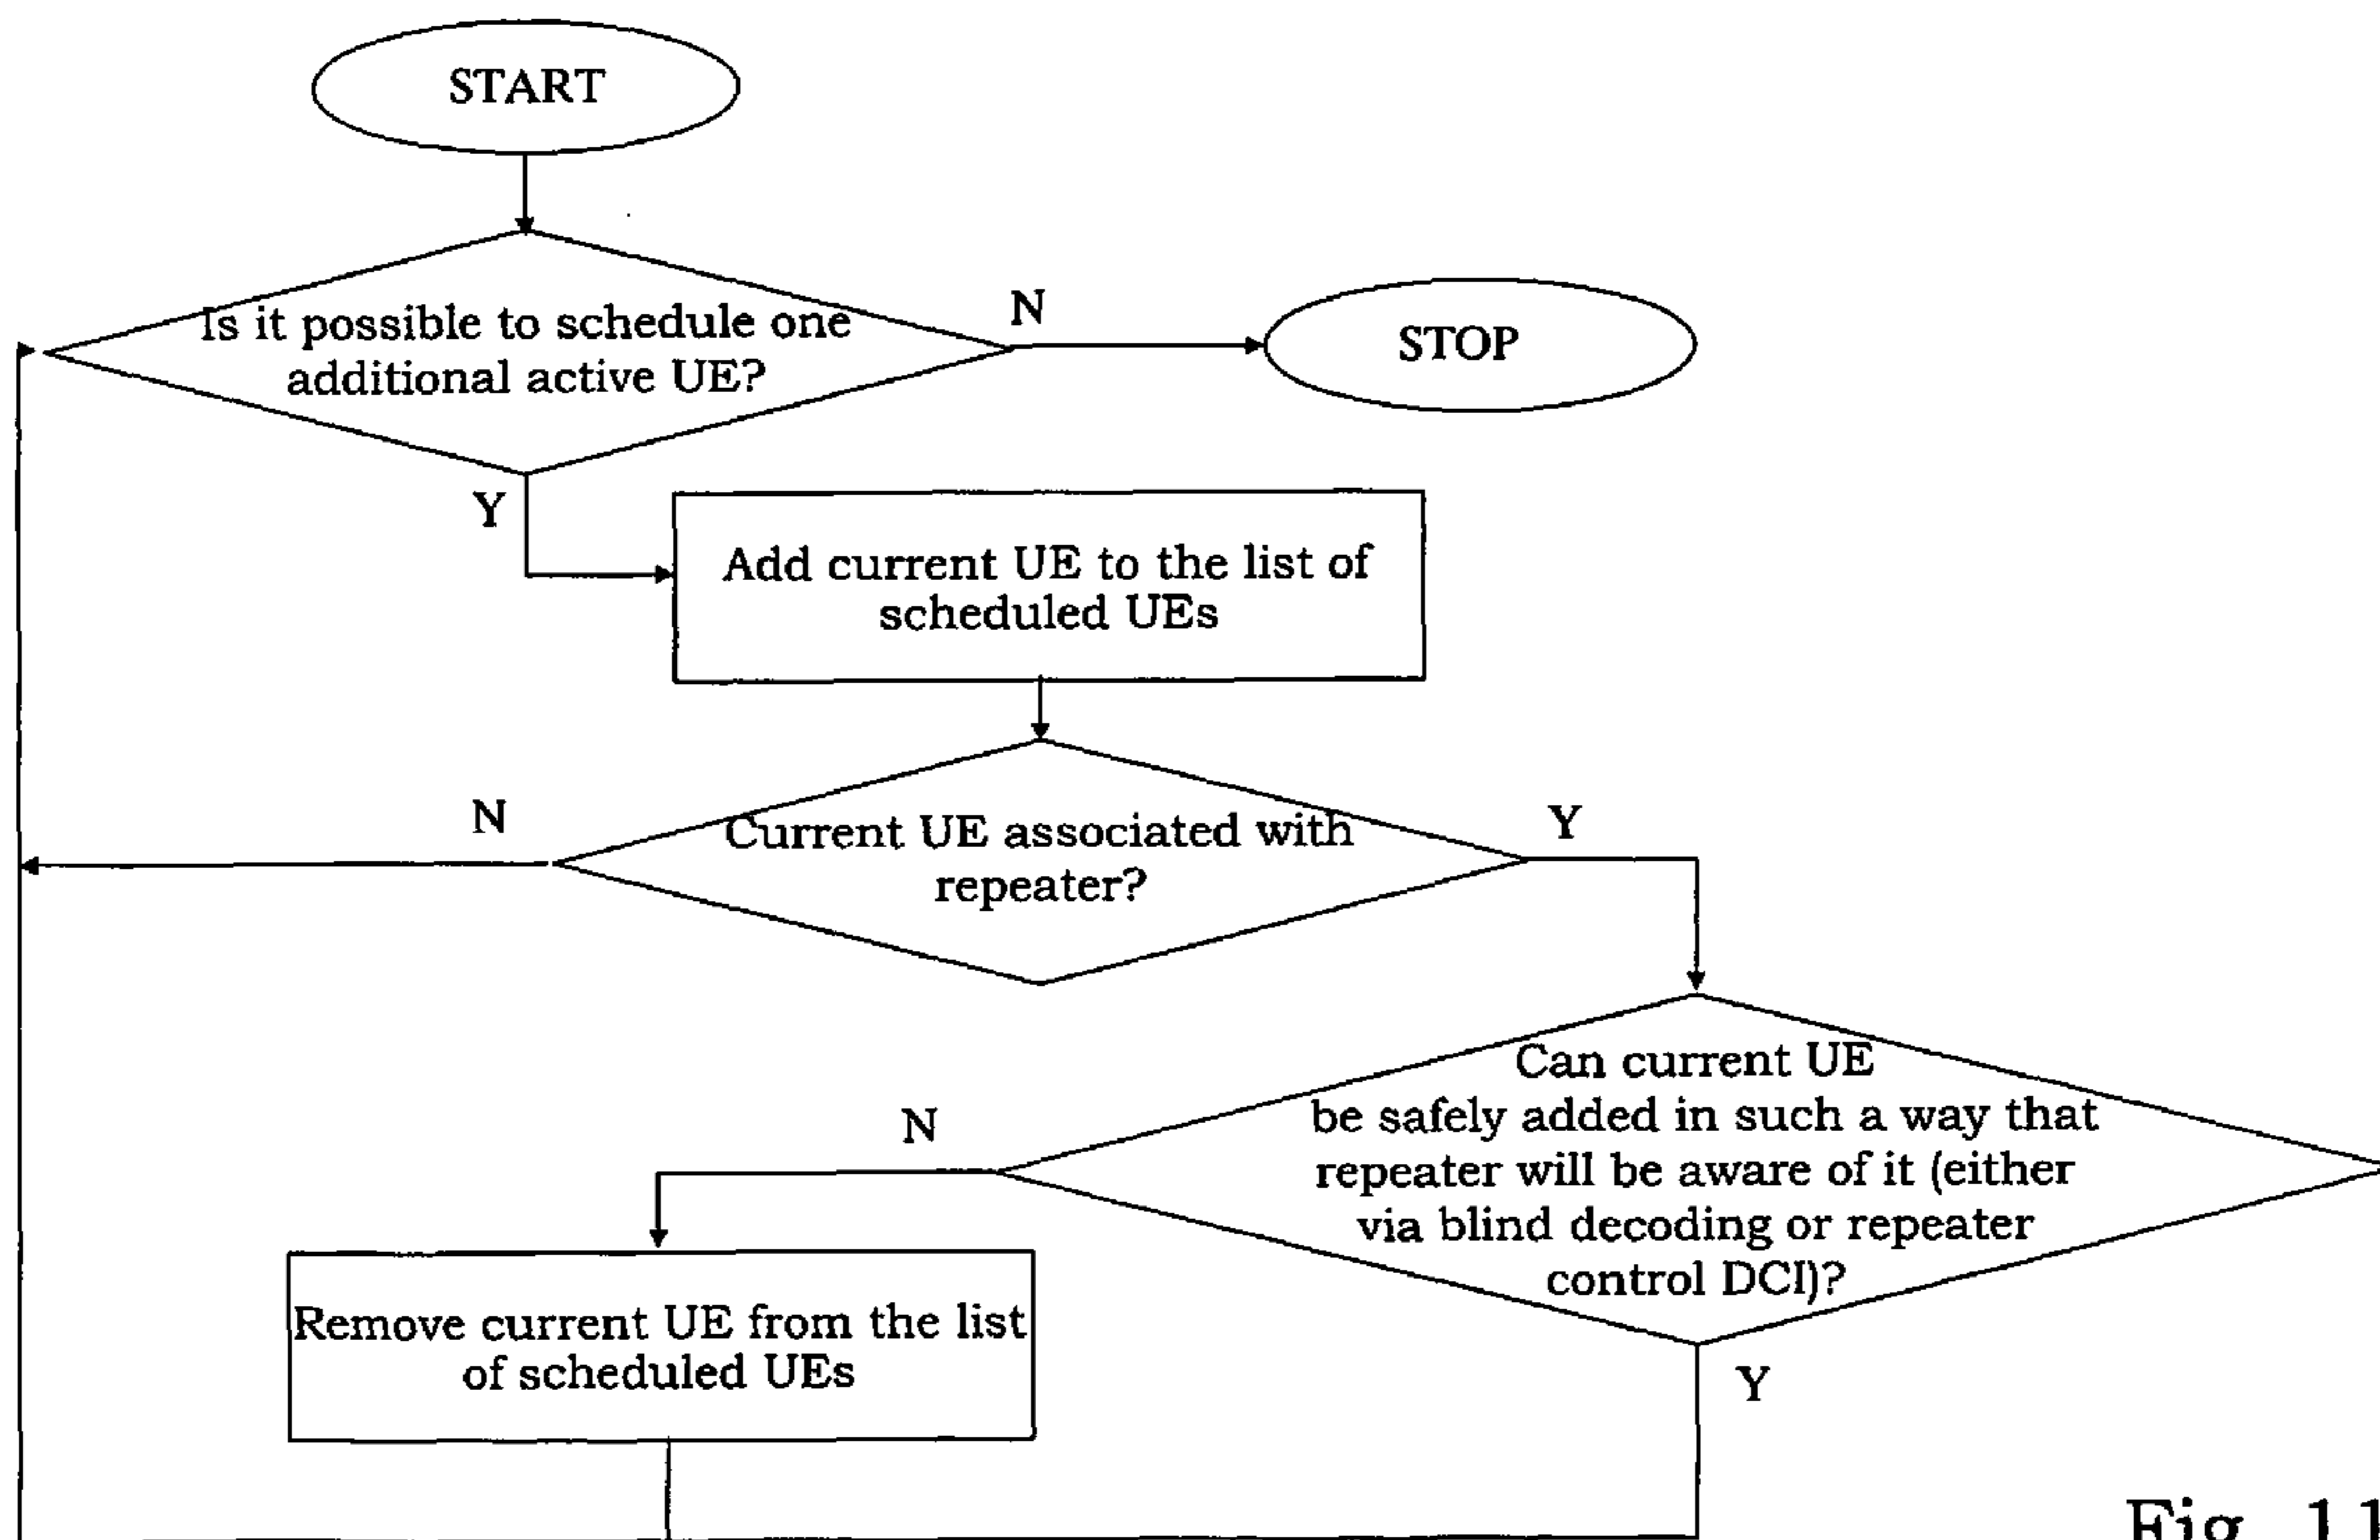 START
Is it possible to schedule one
additional active UE?
N
STOP
Y
Add current UE to the list of
scheduled UEs
N
Current UE associated with
repeater?
Y
Can current UE
be safely added in such a way that
repeater will be aware of it (either
via blind decoding or repeater
control DCI)?
N
Remove current UE from the list
of scheduled UEs
Y
Fig. 11